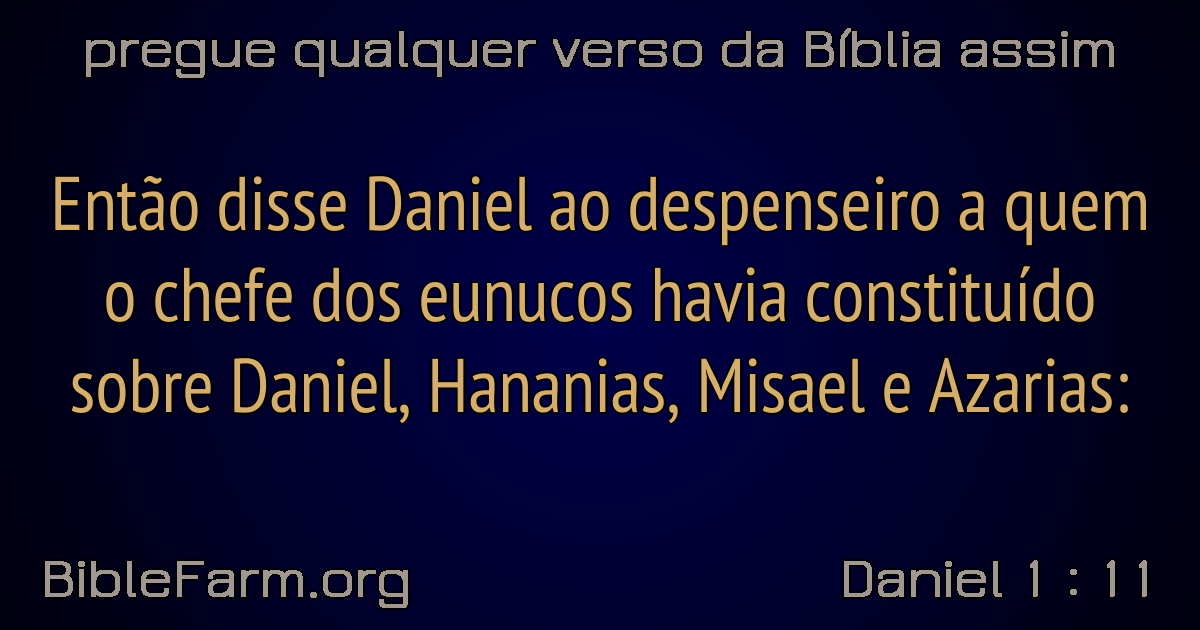 pregue qualquer verso da Bíblia assim
Então disse Daniel ao despenseiro a quem
o chefe dos eunucos havia constituído
sobre Daniel, Hananias, Misael e Azarias:
BibleFarm.org
Daniel 1 : 11